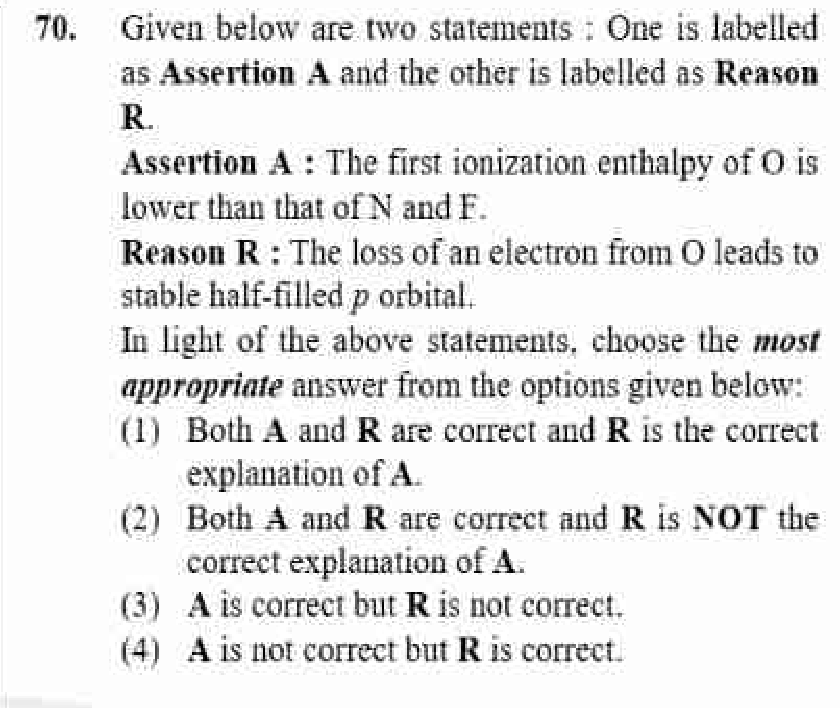 70. Given below are two statements : One is labelled
as Assertion A and the other is labelled as Reason
R.
Assertion A : The first ionization enthalpy of O is
lower than that of N and F.
Reason R : The loss of an electron from O leads to
stable half-filled p orbital.
In light of the above statements, choose the most
appropriate answer from the options given below:
(1) Both A and R are correct and R is the correct
explanation of A.
(2) Both A and R are correct and R is NOT the
correct explanation of A.
(3) A is correct but R is not correct.
(4) A is not correct but R is correct.